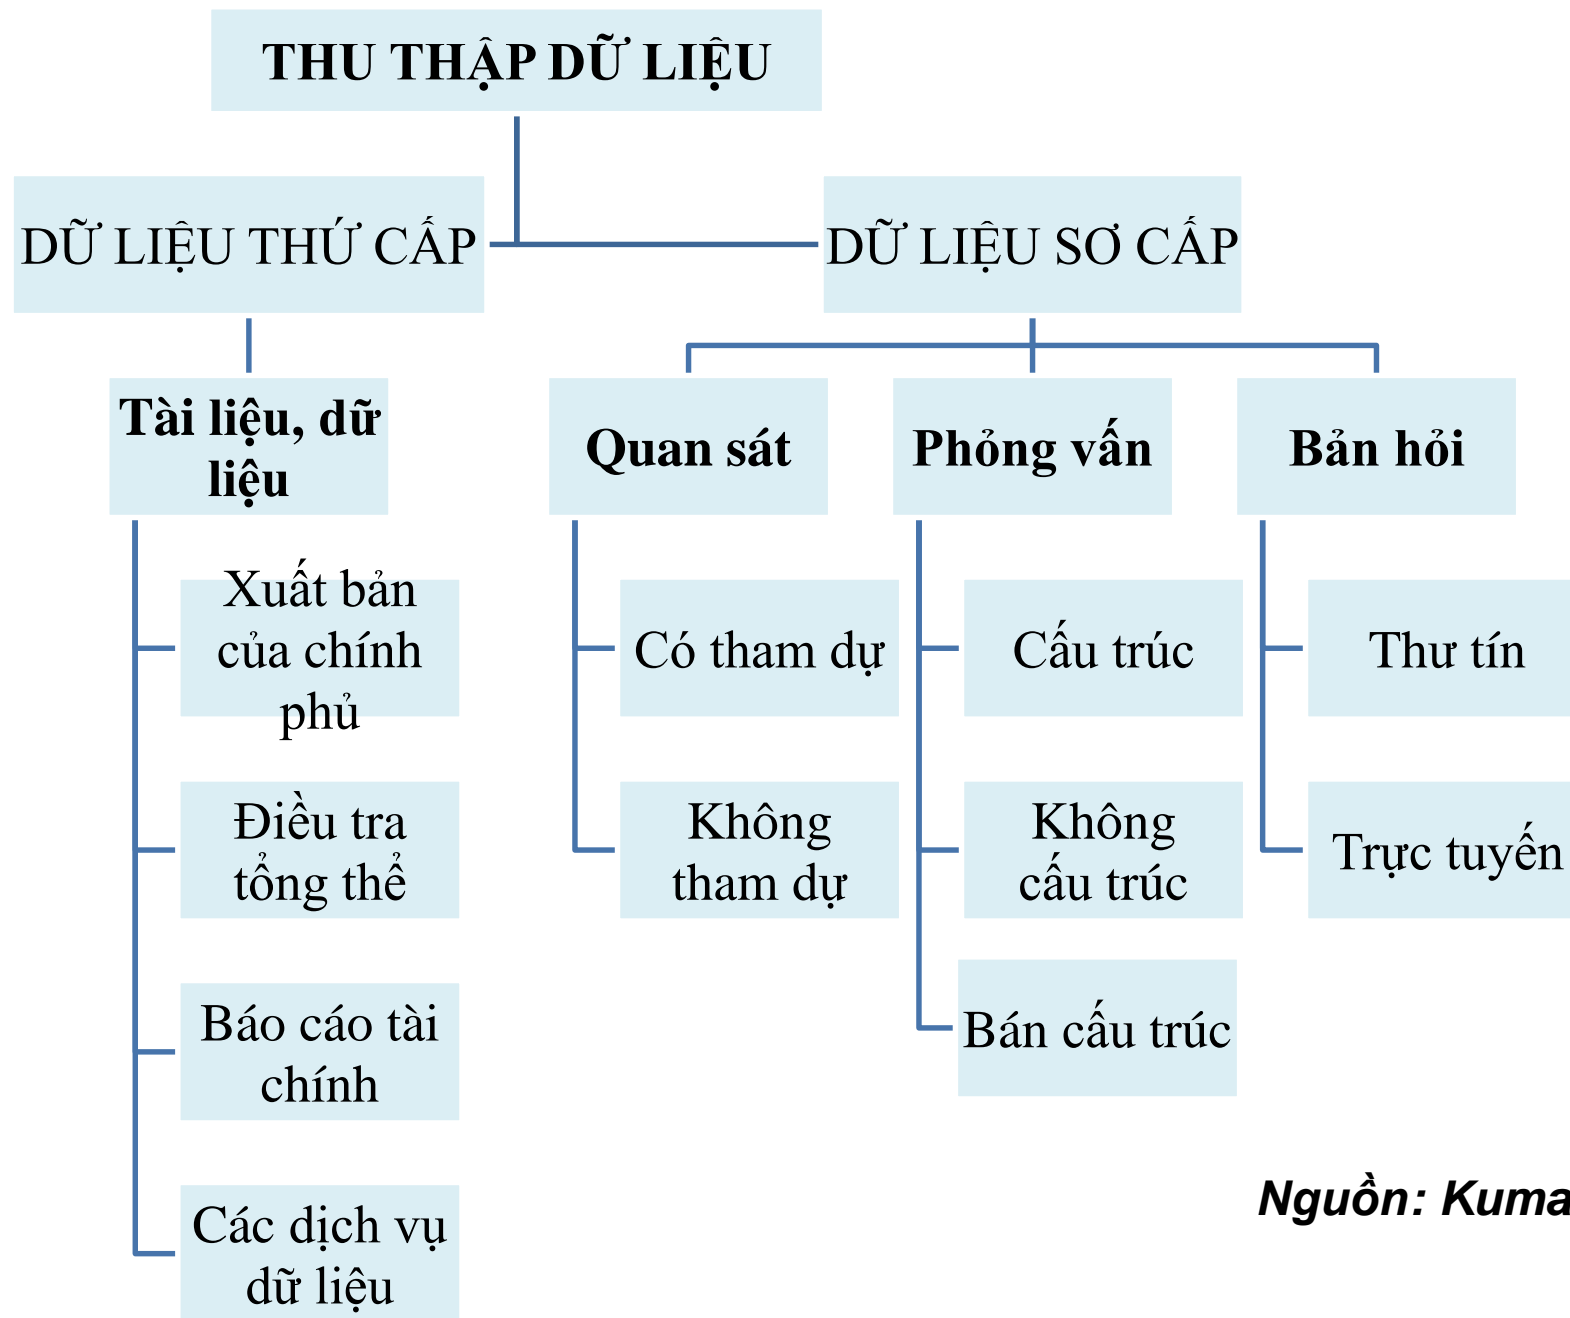 THU THẬP DỮ LIỆU
DỮ LIỆU THỨ CẤP
DỮ LIỆU SƠ CẤP
Tài liệu, dữ
liệu
Quan sát
Phỏng vấn
Bản hỏi
Xuất bản
của chính
phủ
Có tham dự
Cấu trúc
Thư tín
Điều tra
tổng thể
Không
tham dự
Không
cấu trúc
Trực tuyến
Báo cáo tài
chính
Bán cấu trúc
Các dịch vụ
dữ liệu
Nguồn: Kuma